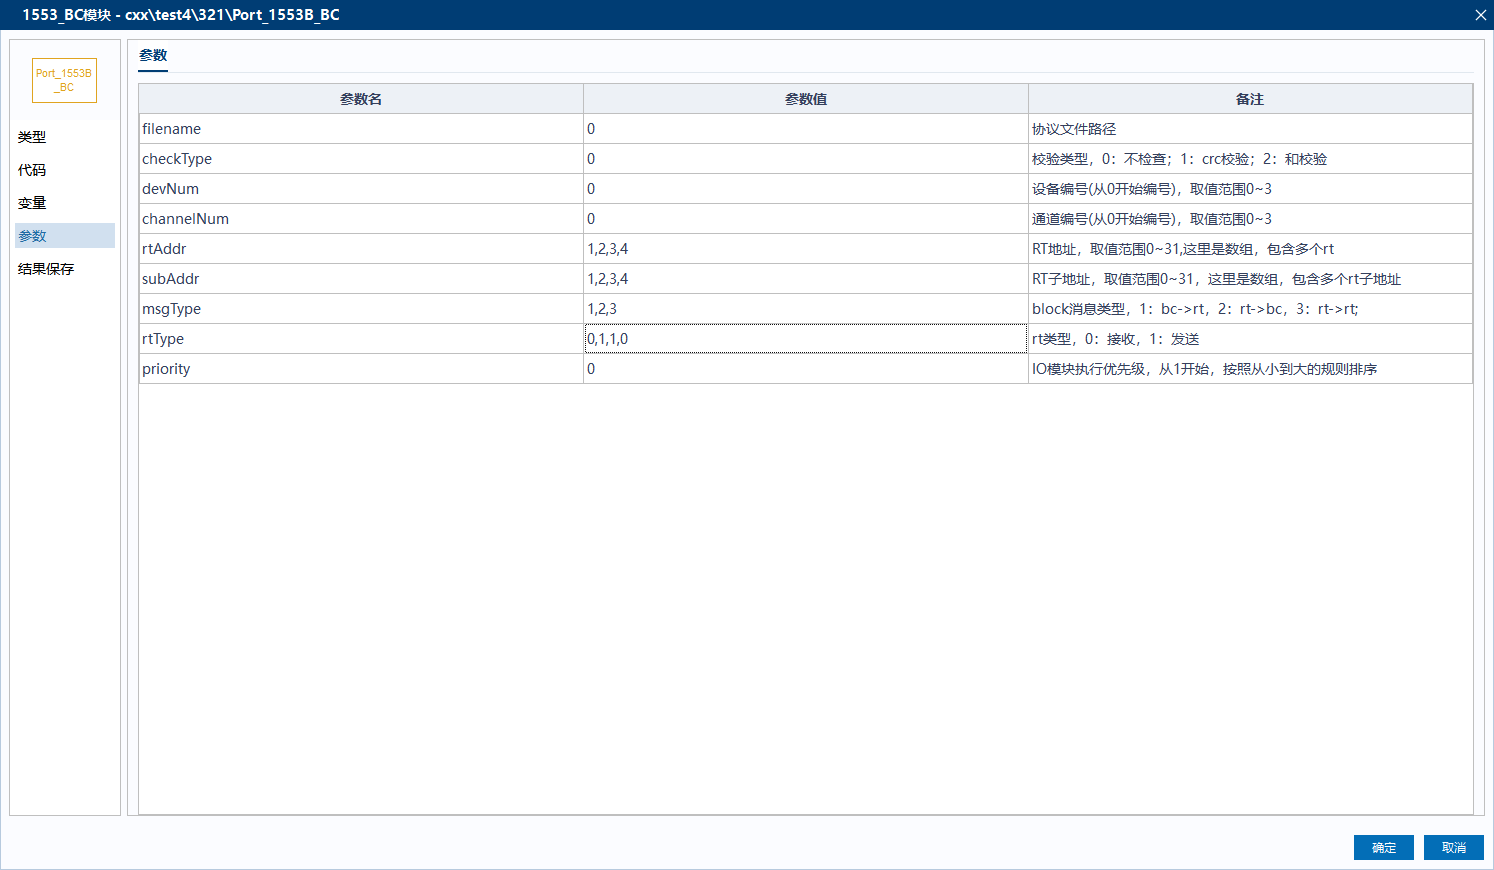 1553_BC模块 - cxx\test4\321\Port_1553B_BC
Port_1553B
_BC
类型
代码
变量
参数
结果保存
参数
参数名 参数值 备注
filename 0 协议文件路径
checkType 0 校验类型，0：不检查；1：crc校验；2：和校验
devNum 0 设备编号(从0开始编号)，取值范围0~3
channelNum 0 通道编号(从0开始编号)，取值范围0~3
rtAddr 1,2,3,4 RT地址，取值范围0~31,这里是数组，包含多个rt
subAddr 1,2,3,4 RT子地址，取值范围0~31，这里是数组，包含多个rt子地址
msgType 1,2,3 block消息类型，1：bc->rt，2：rt->bc，3：rt->rt;
rtType 0,1,1,0 rt类型，0：接收，1：发送
priority 0 IO模块执行优先级，从1开始，按照从小到大的规则排序
确定 取消